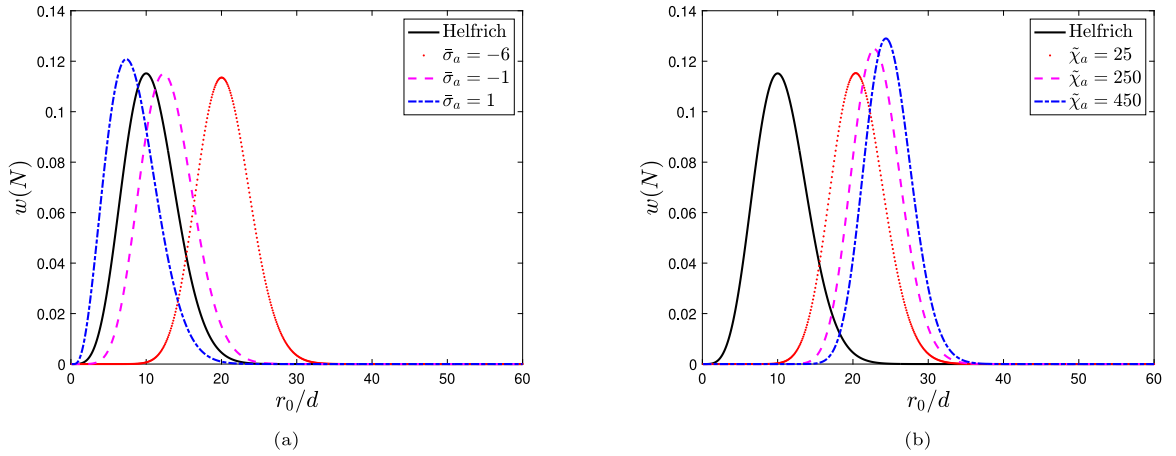 0.14
0.12
0.1
0.08
0.06
0.04
0.02
0
w(N)
0 10 20 30 40 50 60
r₀/d
Helfrich
σ̄ₐ = −6
σ̄ₐ = −1
σ̄ₐ = 1
(a)
0.14
0.12
0.1
0.08
0.06
0.04
0.02
0
w(N)
0 10 20 30 40 50 60
r₀/d
Helfrich
χ̃ₐ = 25
χ̃ₐ = 250
χ̃ₐ = 450
(b)